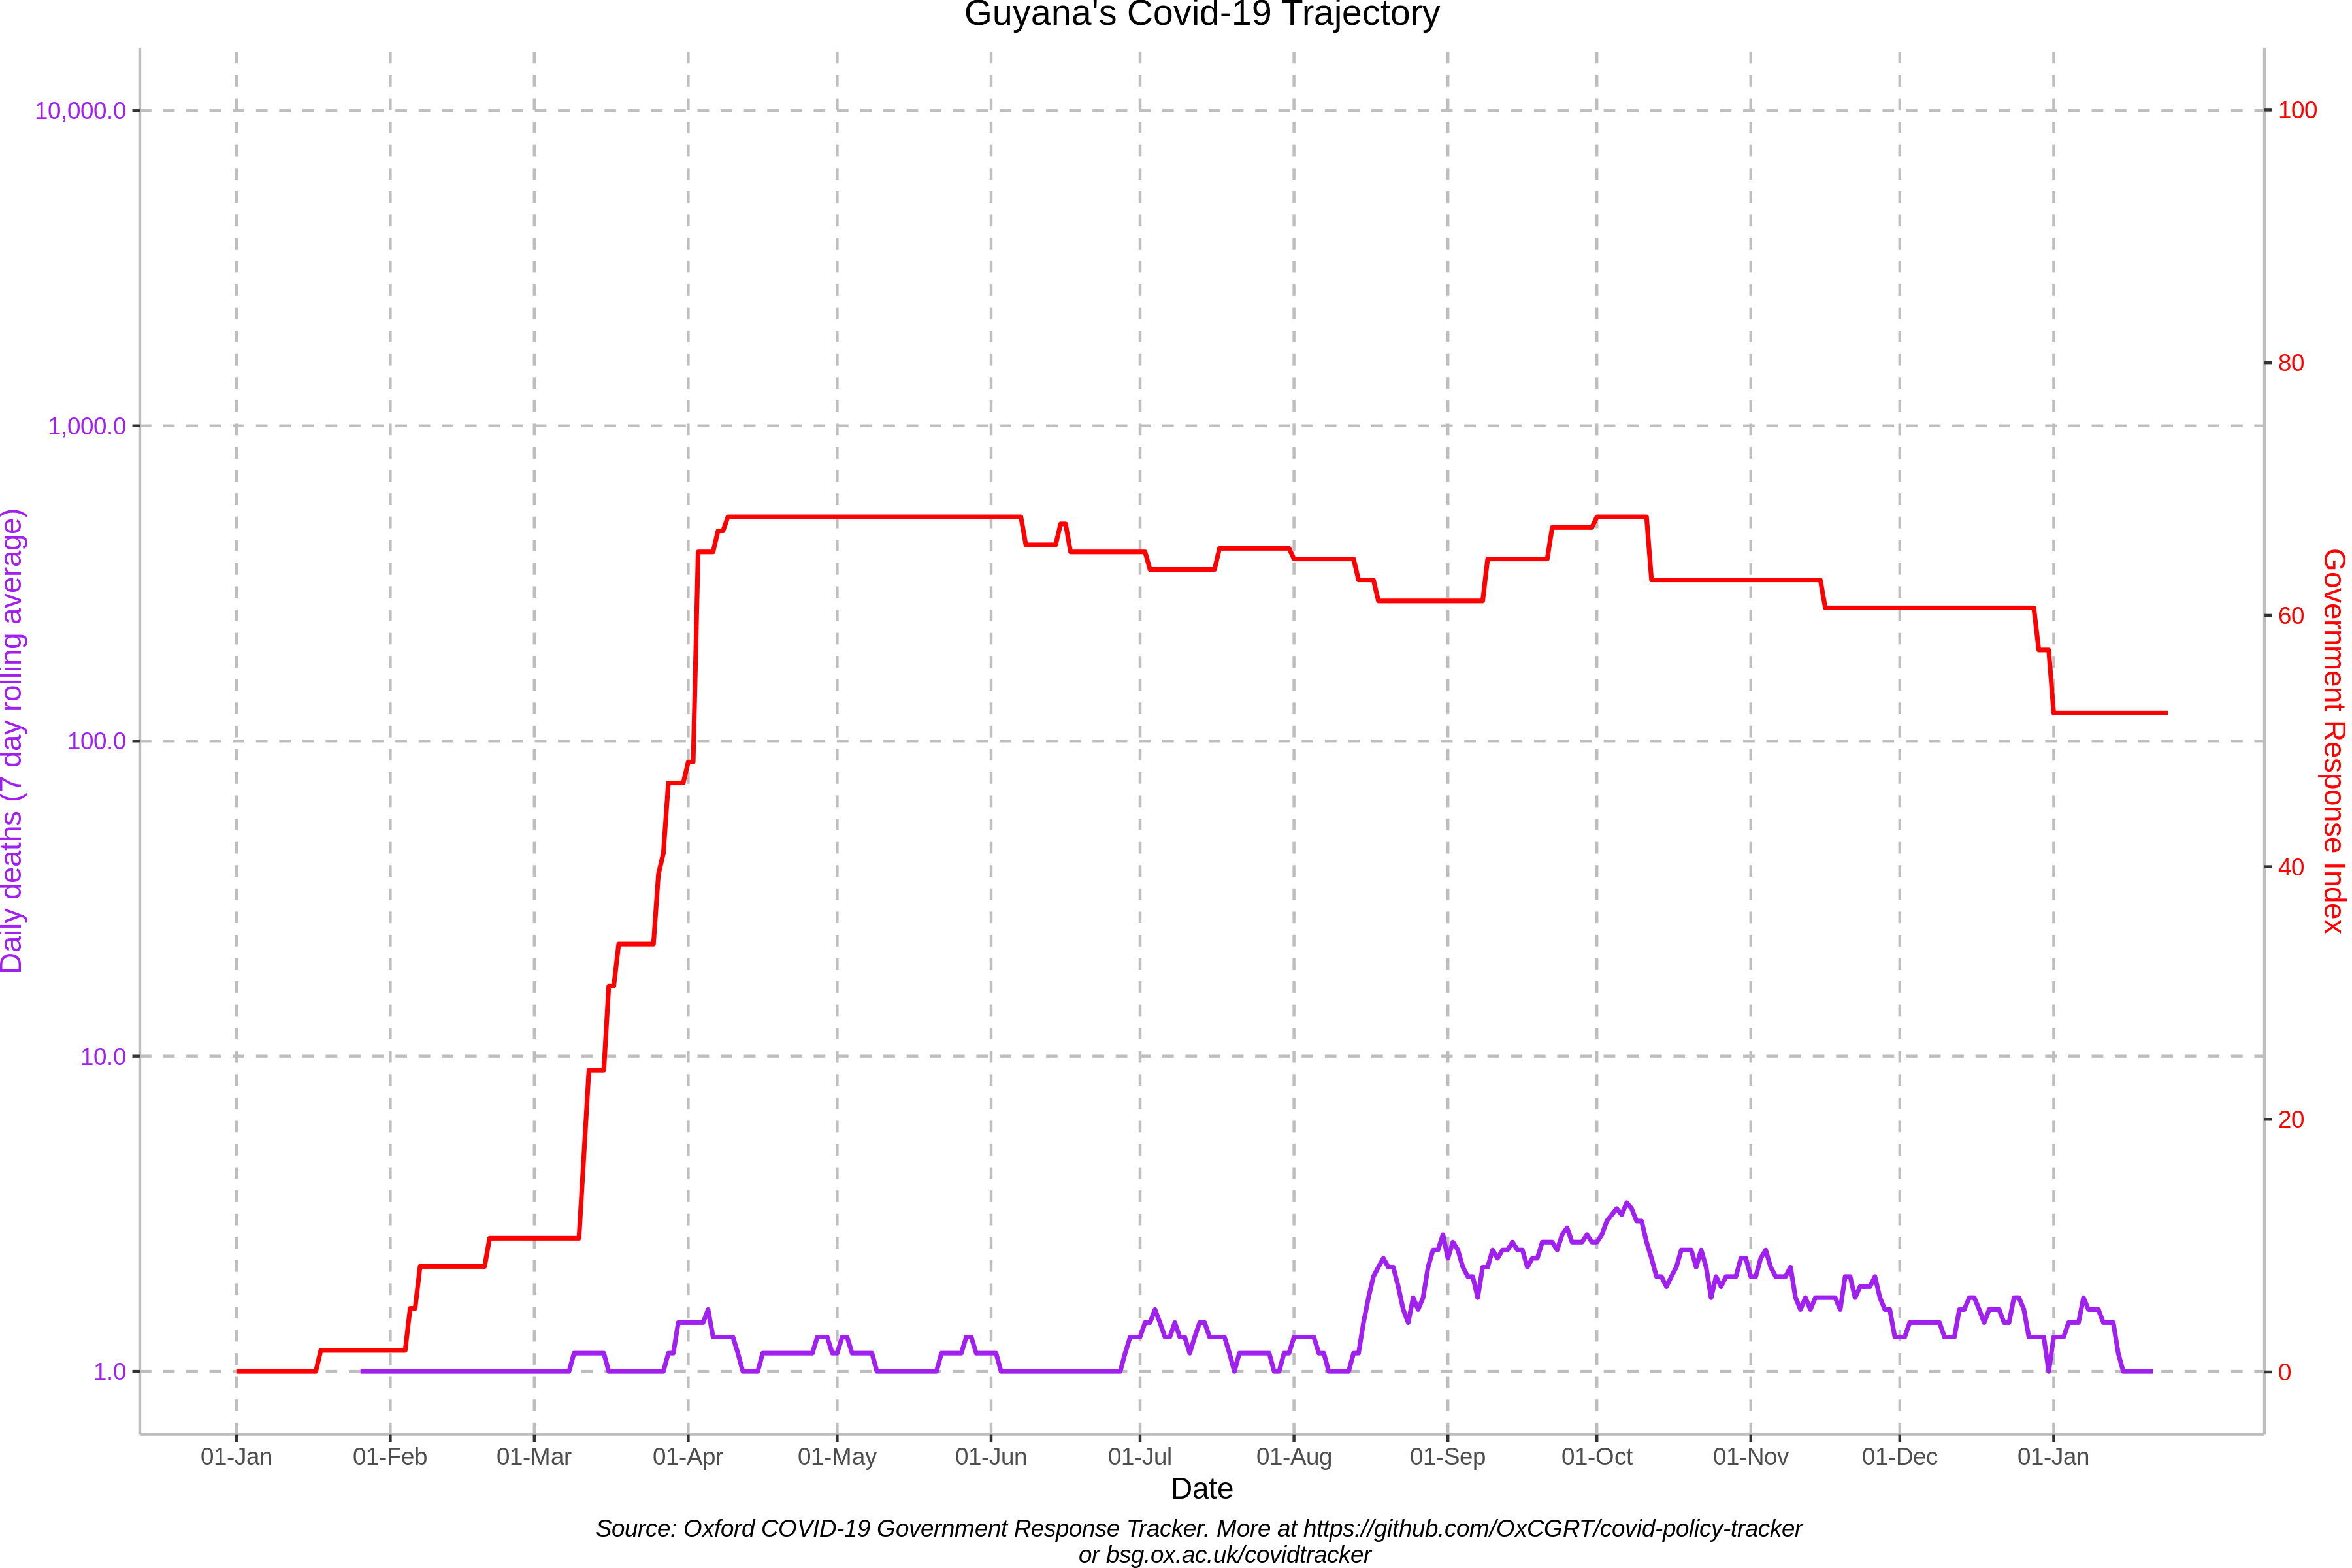 Guyana's Covid-19 Trajectory
10,000.0
1,000.0
100.0
10.0
1.0
Daily deaths (7 day rolling average)
100
80
60
40
20
0
Government Response Index
01-Jan 01-Feb 01-Mar 01-Apr 01-May 01-Jun 01-Jul 01-Aug 01-Sep 01-Oct 01-Nov 01-Dec 01-Jan
Date
Source: Oxford COVID-19 Government Response Tracker. More at https://github.com/OxCGRT/covid-policy-tracker
or bsg.ox.ac.uk/covidtracker